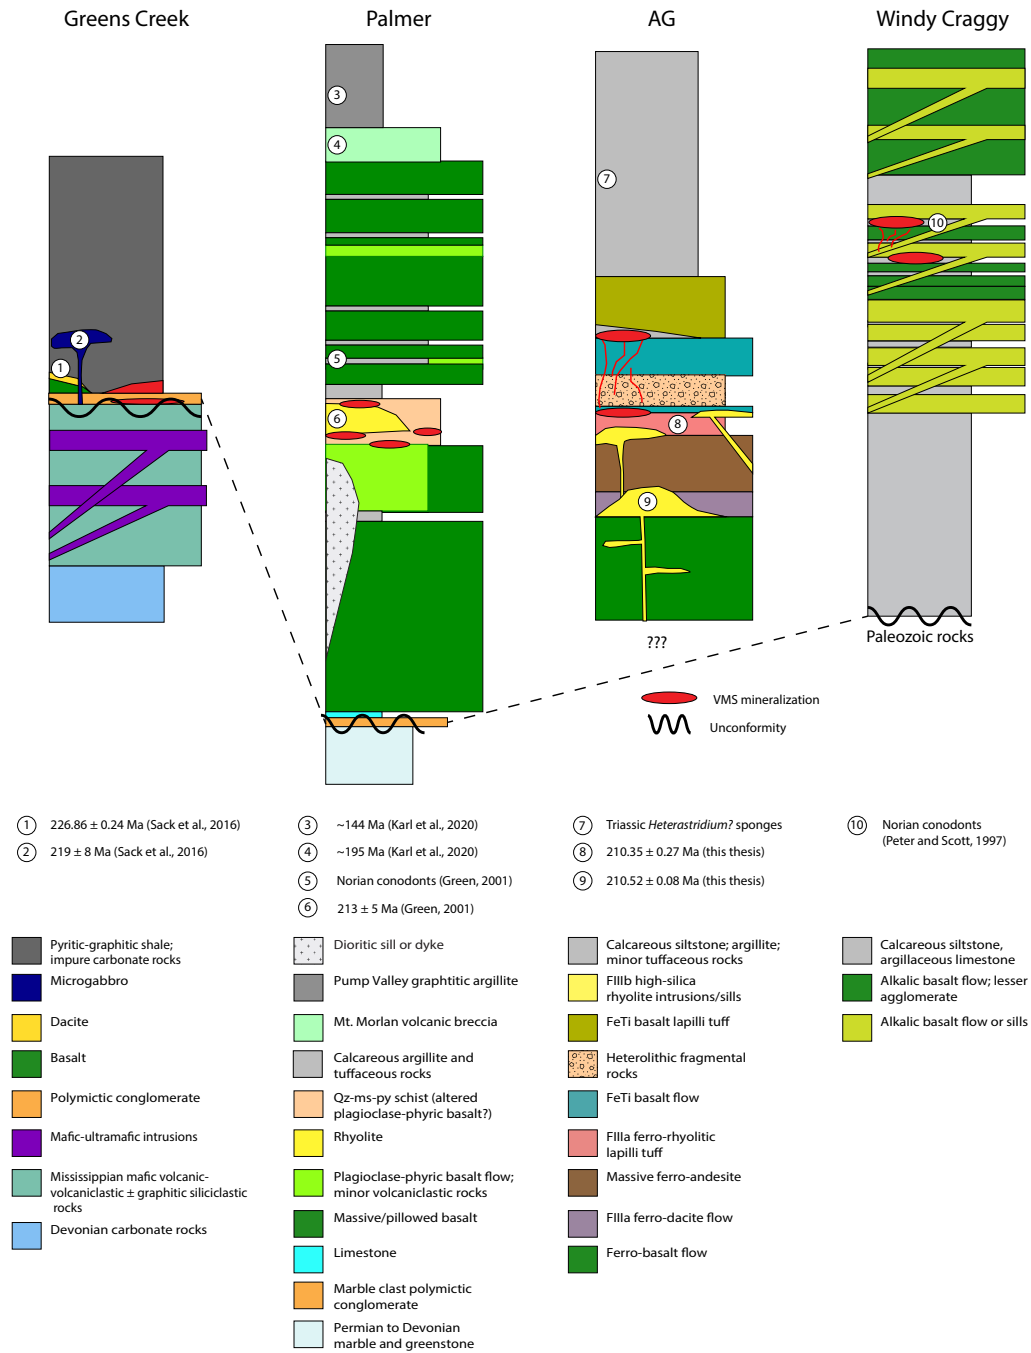 Greens Creek
Palmer
AG
Windy Craggy
3
4
7
10
2
1
5
6
8
9
???
Paleozoic rocks
VMS mineralization
Unconformity
1 226.86 ± 0.24 Ma (Sack et al., 2016)
2 219 ± 8 Ma (Sack et al., 2016)
3 ~144 Ma (Karl et al., 2020)
4 ~195 Ma (Karl et al., 2020)
5 Norian conodonts (Green, 2001)
6 213 ± 5 Ma (Green, 2001)
7 Triassic Heterastridium? sponges
8 210.35 ± 0.27 Ma (this thesis)
9 210.52 ± 0.08 Ma (this thesis)
10 Norian conodonts
(Peter and Scott, 1997)
Pyritic-graphitic shale;
impure carbonate rocks
Microgabbro
Dacite
Basalt
Polymictic conglomerate
Mafic-ultramafic intrusions
Mississippian mafic volcanic-
volcaniclastic ± graphitic siliciclastic
rocks
Devonian carbonate rocks
Dioritic sill or dyke
Pump Valley graphtitic argillite
Mt. Morlan volcanic breccia
Calcareous argillite and
tuffaceous rocks
Qz-ms-py schist (altered
plagioclase-phyric basalt?)
Rhyolite
Plagioclase-phyric basalt flow;
minor volcaniclastic rocks
Massive/pillowed basalt
Limestone
Marble clast polymictic
conglomerate
Permian to Devonian
marble and greenstone
Calcareous siltstone; argillite;
minor tuffaceous rocks
FIIIb high-silica
rhyolite intrusions/sills
FeTi basalt lapilli tuff
Heterolithic fragmental
rocks
FeTi basalt flow
FIIIa ferro-rhyolitic
lapilli tuff
Massive ferro-andesite
FIIIa ferro-dacite flow
Ferro-basalt flow
Calcareous siltstone,
argillaceous limestone
Alkalic basalt flow; lesser
agglomerate
Alkalic basalt flow or sills